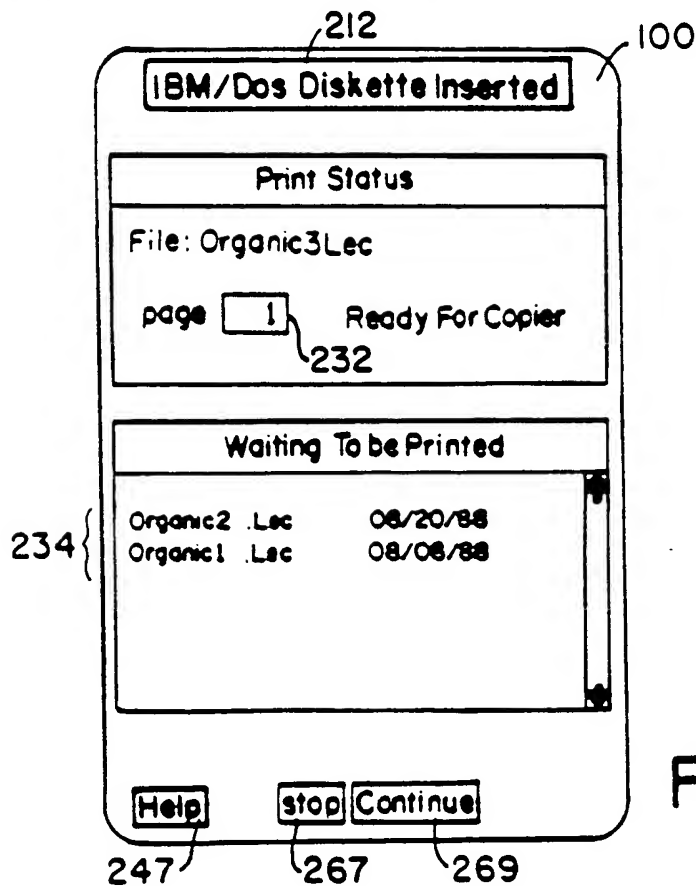 212
100
IBM/Dos Diskette Inserted
Print Status
File: Organic3Lec
page 1 Ready For Copier
232
Waiting To be Printed
234
Organic2 .Lec 08/20/88
Organic1 .Lec 08/06/88
F
Help stop Continue
247 267 269